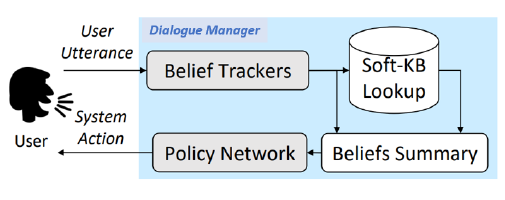 User
Utterance
Dialogue Manager
Belief Trackers
Soft-KB
Lookup
User
System
Action
Policy Network
Beliefs Summary